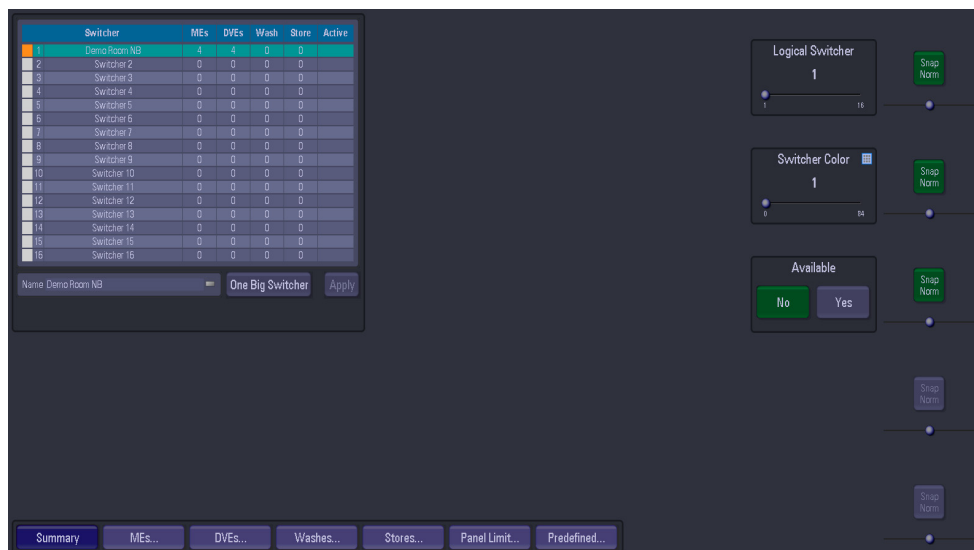 Switcher MEs DVEs Wash Store Active
1 Demo Room NB 4 4 0 0
2 Switcher 2 0 0 0 0
3 Switcher 3 0 0 0 0
4 Switcher 4 0 0 0 0
5 Switcher 5 0 0 0 0
6 Switcher 6 0 0 0 0
7 Switcher 7 0 0 0 0
8 Switcher 8 0 0 0 0
9 Switcher 9 0 0 0 0
10 Switcher 10 0 0 0 0
11 Switcher 11 0 0 0 0
12 Switcher 12 0 0 0 0
13 Switcher 13 0 0 0 0
14 Switcher 14 0 0 0 0
15 Switcher 15 0 0 0 0
16 Switcher 16 0 0 0 0
Name Demo Room NB One Big Switcher Apply
Logical Switcher
1
1 16
Snap
Norm
Switcher Color
1
0 84
Snap
Norm
Available
No Yes
Snap
Norm
Snap
Norm
Snap
Norm
Summary MEs... DVEs... Washes... Stores... Panel Limit... Predefined...